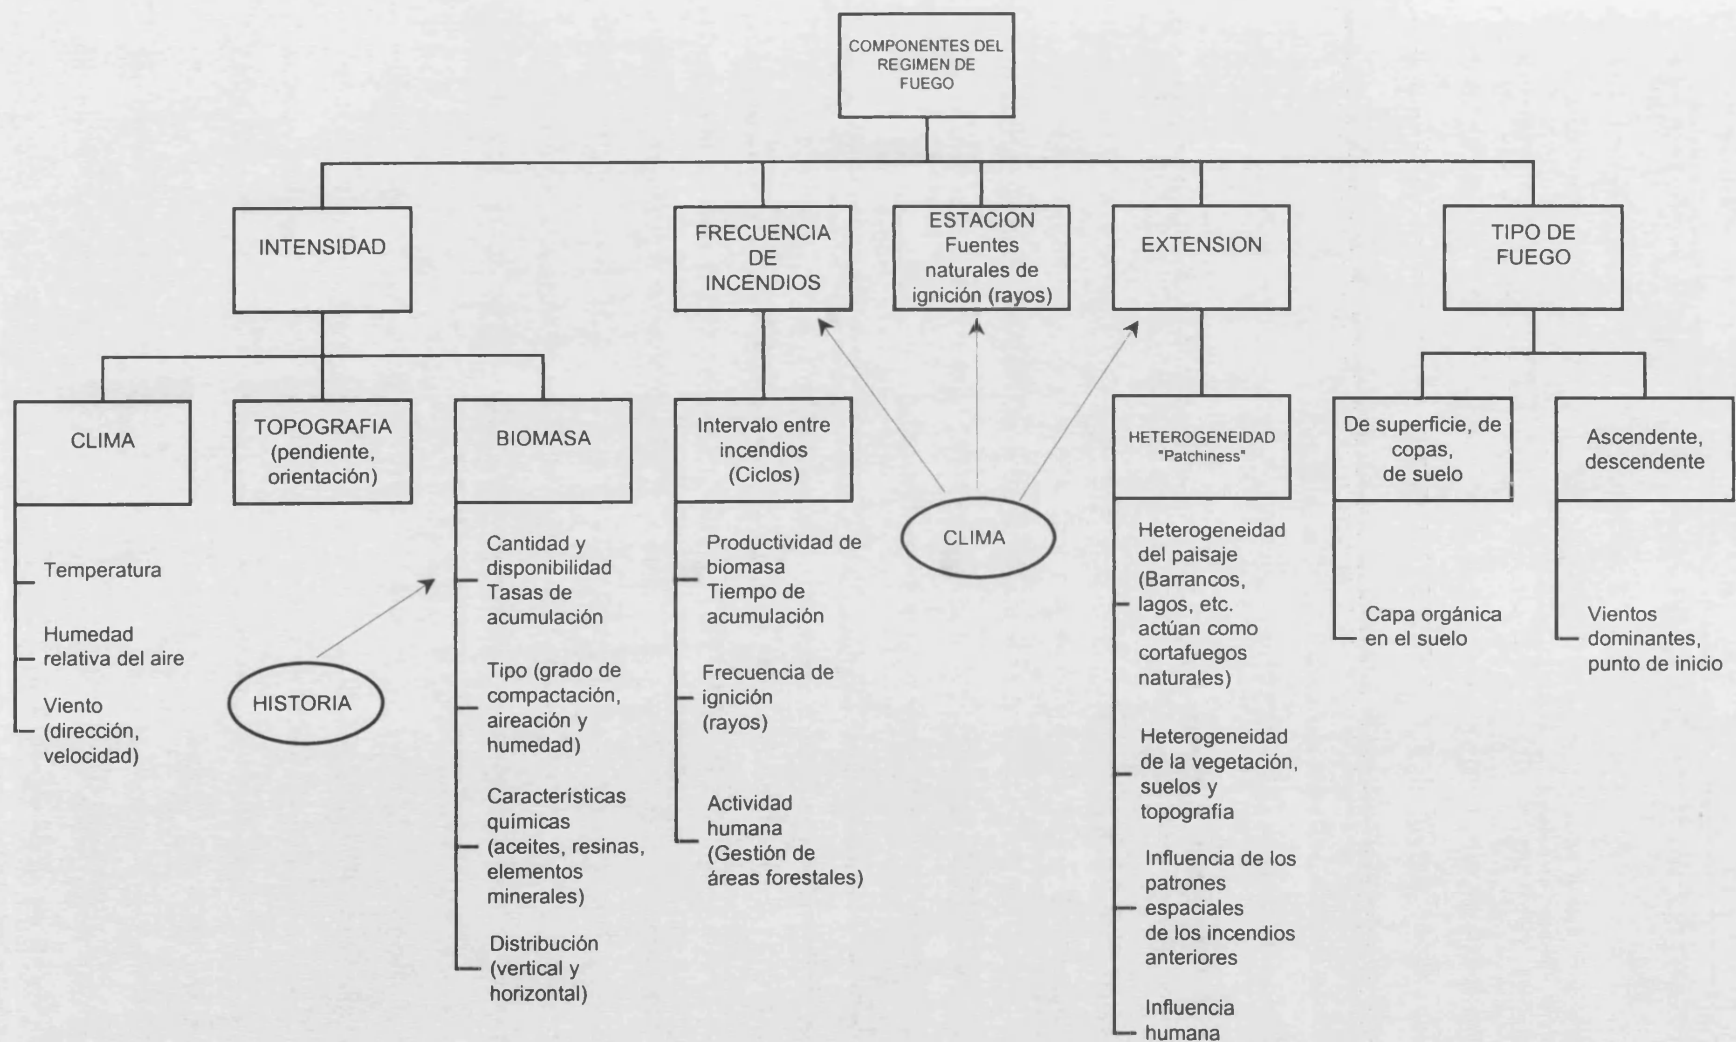 COMPONENTES DEL
REGIMEN DE
FUEGO
INTENSIDAD
FRECUENCIA
DE
INCENDIOS
ESTACION
Fuentes
naturales de
ignición (rayos)
EXTENSION
TIPO DE
FUEGO
CLIMA
TOPOGRAFIA
(pendiente,
orientación)
BIOMASA
Intervalo entre
incendios
(Ciclos)
HETEROGENEIDAD
"Patchiness"
De superficie, de
copas,
de suelo
Ascendente,
descendente
Temperatura
Humedad
relativa del aire
Viento
(dirección,
velocidad)
HISTORIA
Cantidad y
disponibilidad
Tasas de
acumulación
Tipo (grado de
compactación,
aireación y
humedad)
Características
químicas
(aceites, resinas,
elementos
minerales)
Distribución
(vertical y
horizontal)
Productividad de
biomasa
Tiempo de
acumulación
Frecuencia de
ignición
(rayos)
Actividad
humana
(Gestión de
áreas forestales)
CLIMA
Heterogeneidad
del paisaje
(Barrancos,
lagos, etc.
actúan como
cortafuegos
naturales)
Heterogeneidad
de la vegetación,
suelos y
topografía
Influencia de los
patrones
espaciales
de los incendios
anteriores
Influencia
humana
Capa orgánica
en el suelo
Vientos
dominantes,
punto de inicio